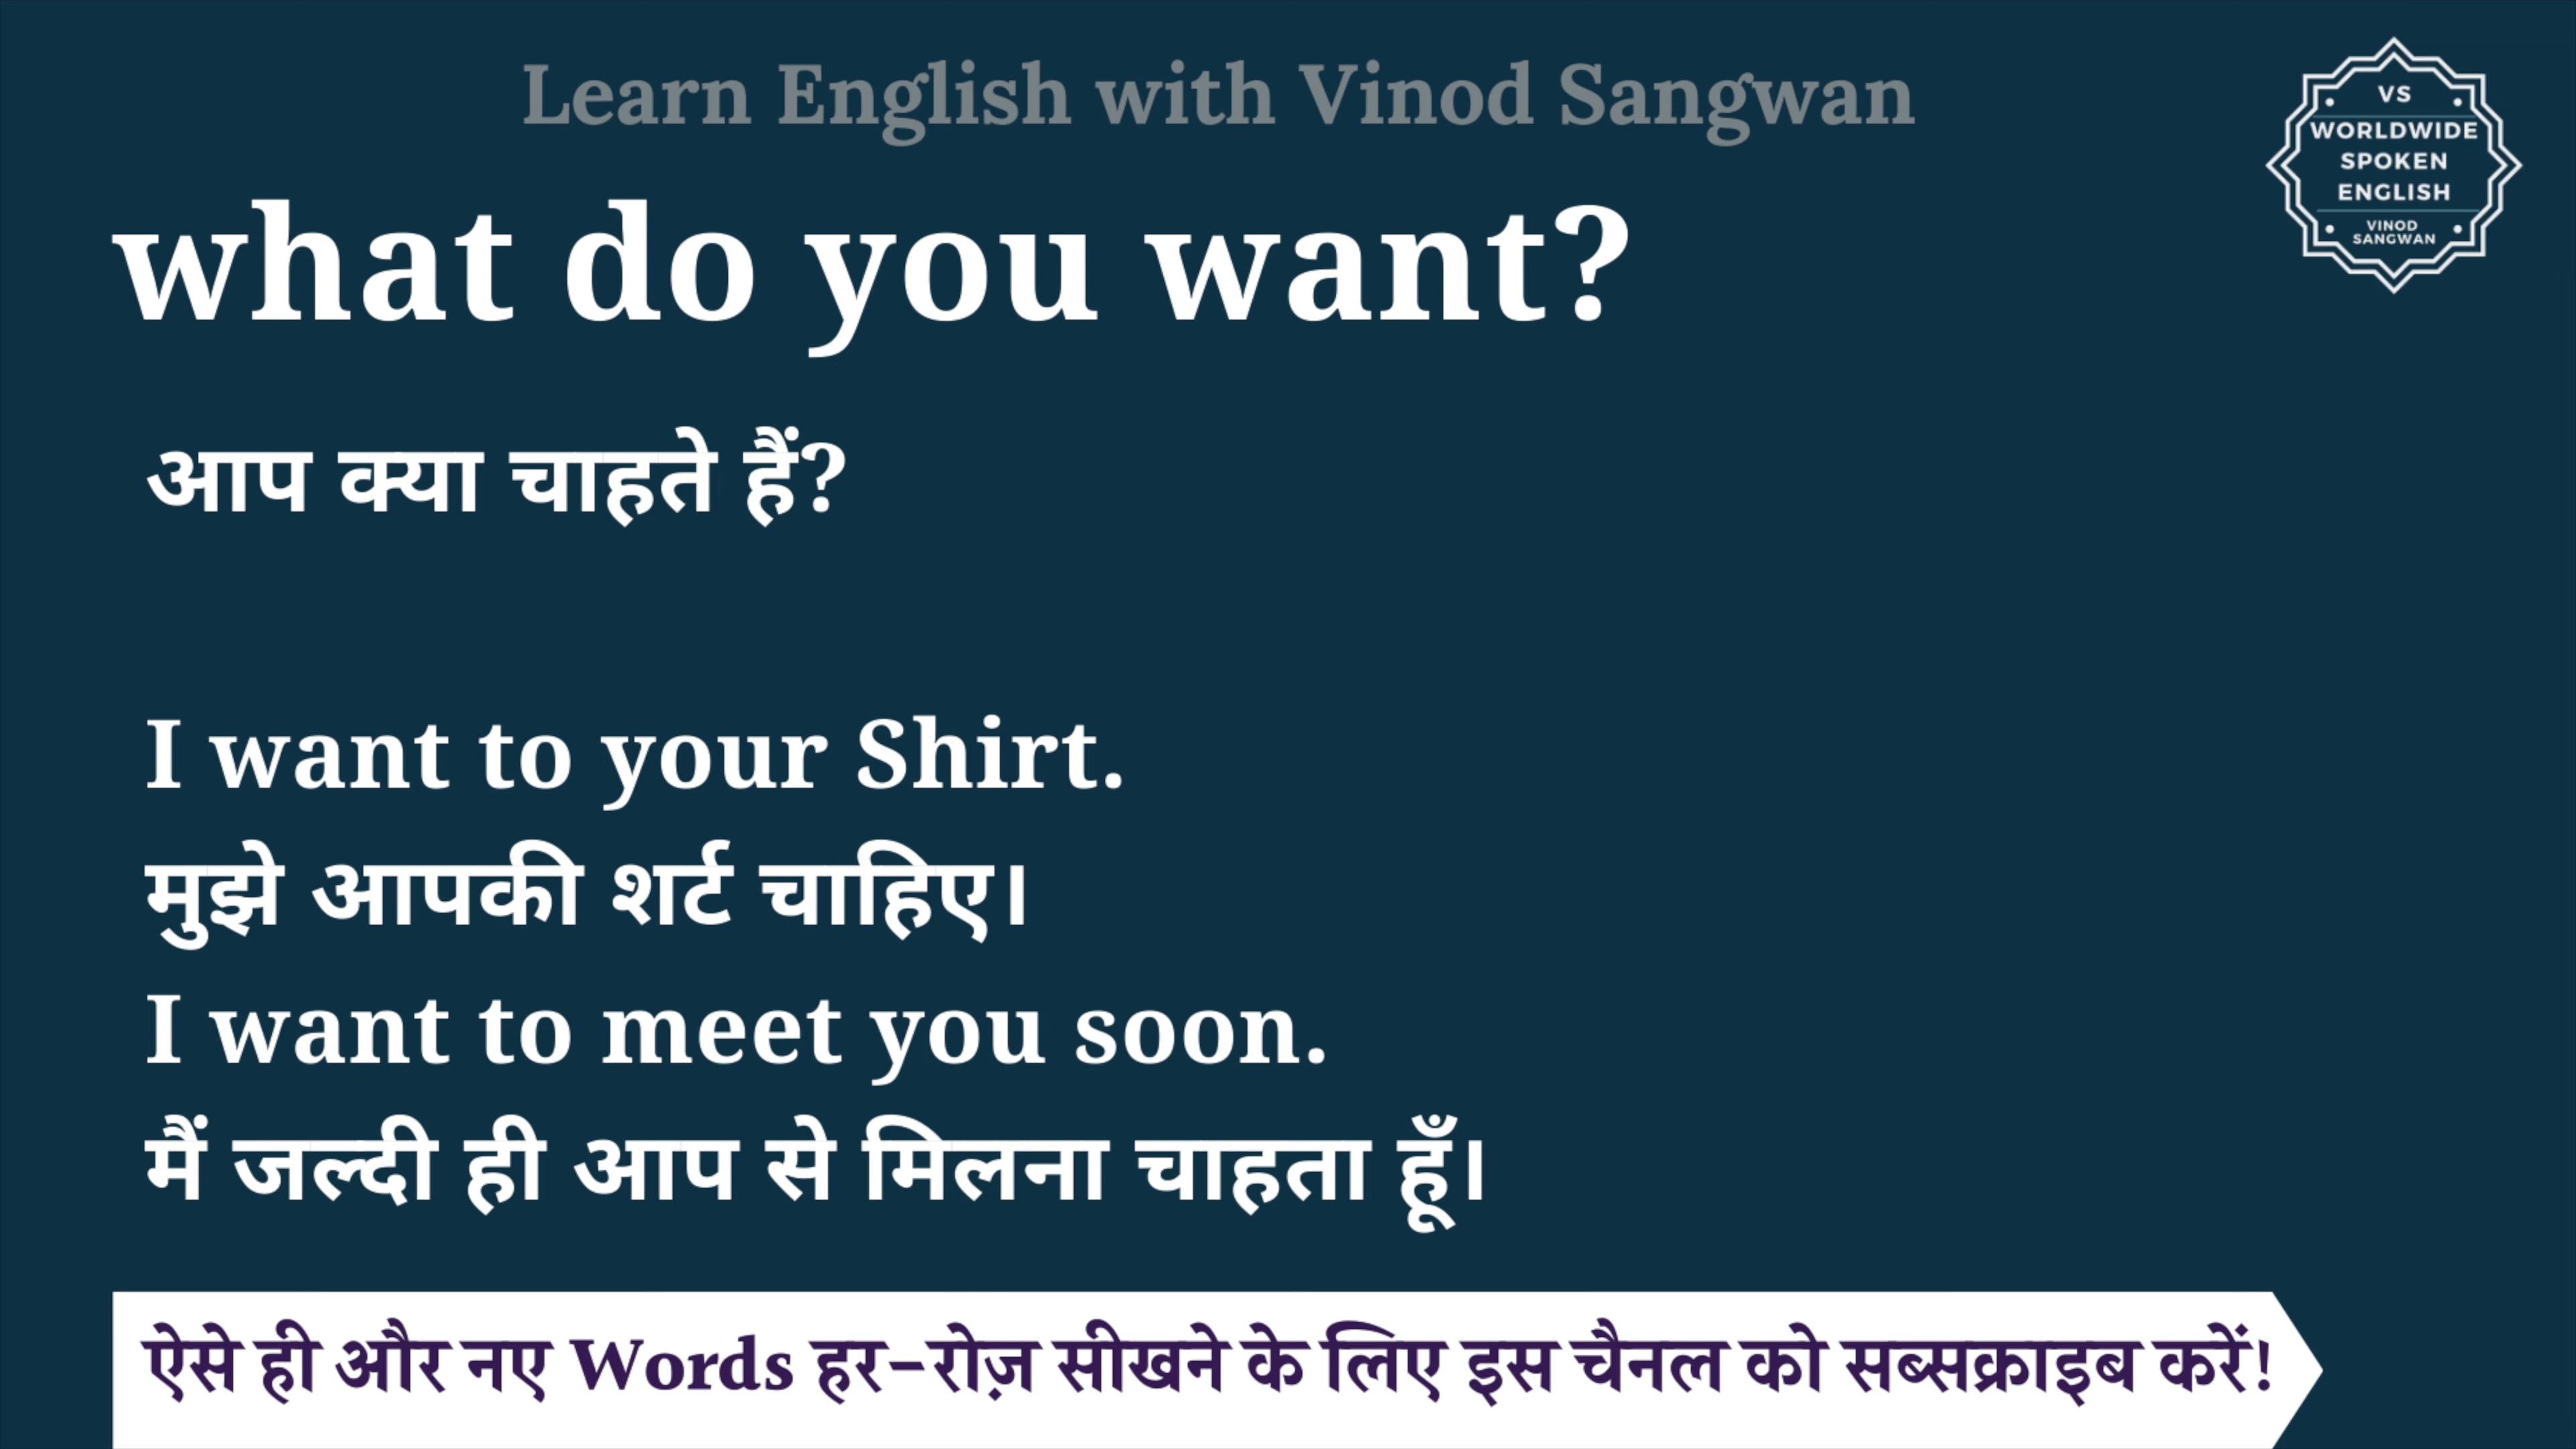 Learn English with Vinod Sangwan
VS
WORLDWIDE
SPOKEN
ENGLISH
VINOD
SANGWAN
what do you want?
आप क्या चाहते हैं?
I want to your Shirt.
मुझे आपकी शर्ट चाहिए।
I want to meet you soon.
मैं जल्दी ही आप से मिलना चाहता हूँ।
ऐसे ही और नए Words हर-रोज़ सीखने के लिए इस चैनल को सब्सक्राइब करें!